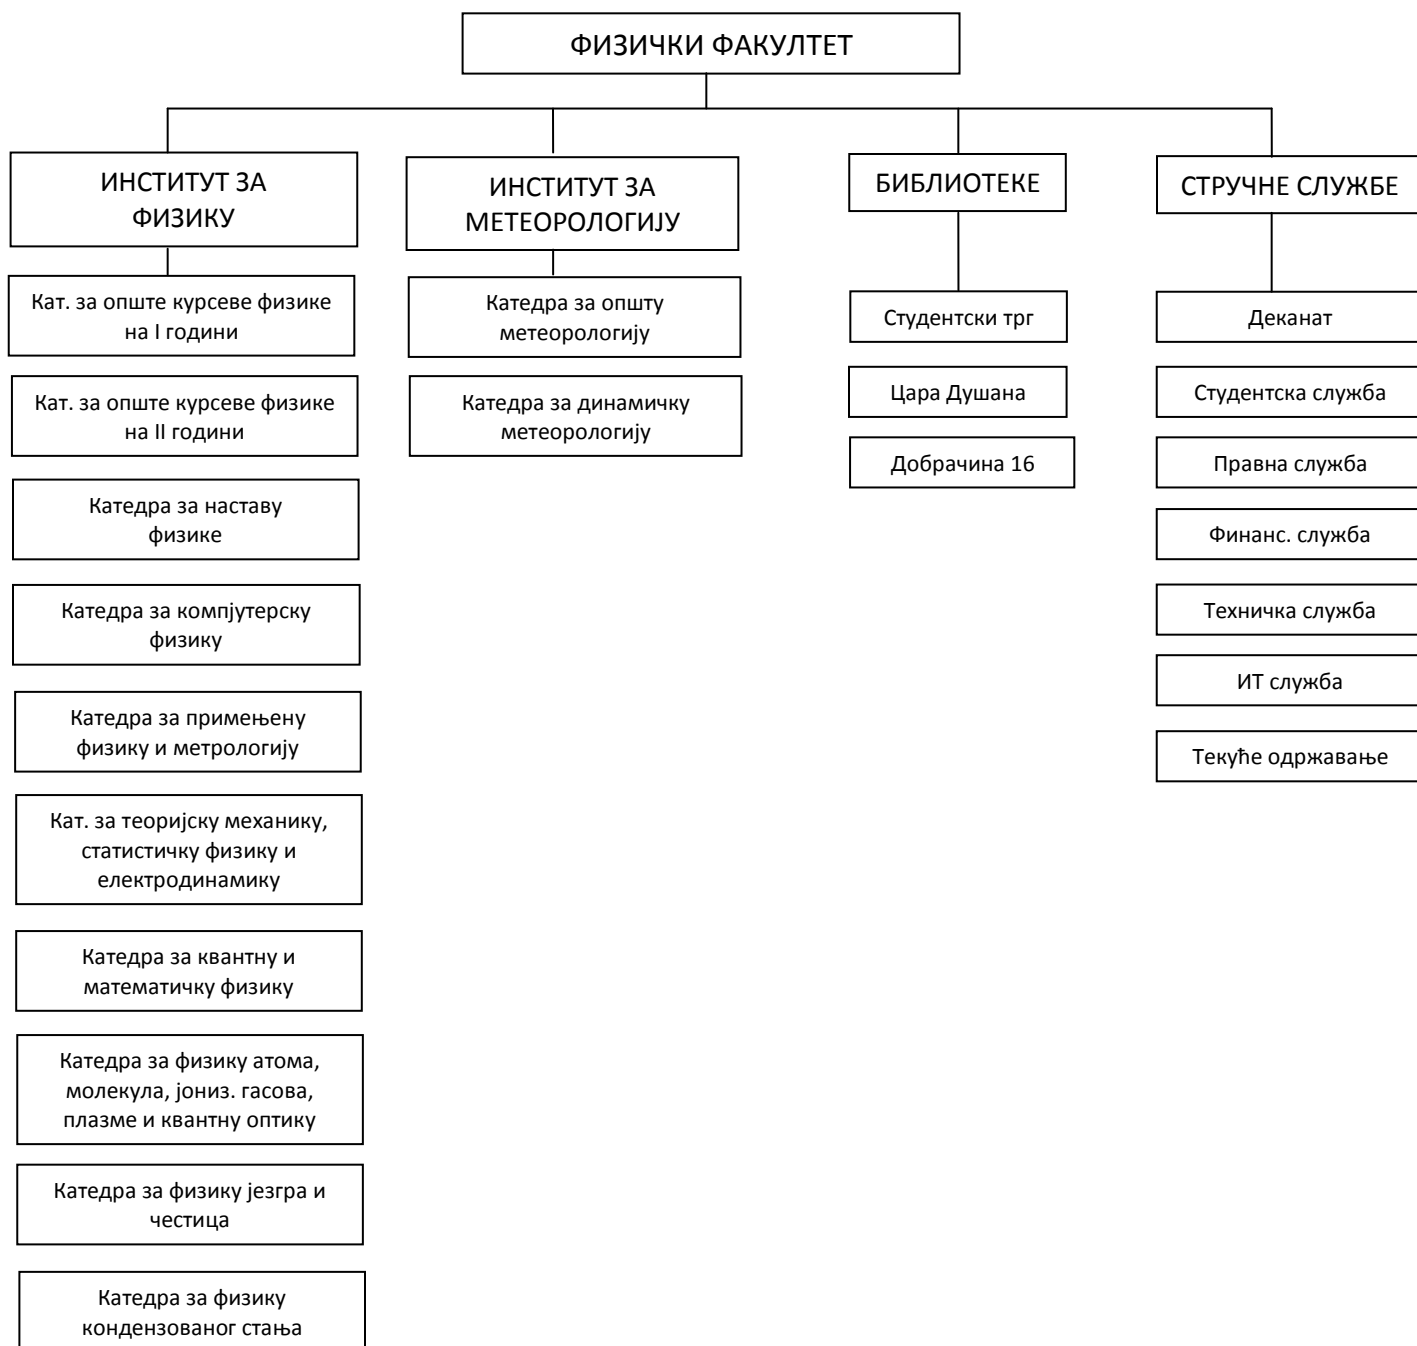 ФИЗИЧКИ ФАКУЛТЕТ
ИНСТИТУТ ЗА
ФИЗИКУ
Кат. за опште курсеве физике
на I години
Кат. за опште курсеве физике
на II години
Катедра за наставу
физике
Катедра за компјутерску
физику
Катедра за примењену
физику и метрологију
Кат. за теоријску механику,
статистичку физику и
електродинамику
Катедра за квантну и
математичку физику
Катедра за физику атома,
молекула, јониз. гасова,
плазме и квантну оптику
Катедра за физику језгра и
честица
Катедра за физику
кондензованог стања
ИНСТИТУТ ЗА
МЕТЕОРОЛОГИЈУ
Катедра за општу
метеорологију
Катедра за динамичку
метеорологију
БИБЛИОТЕКЕ
Студентски трг
Цара Душана
Добрачина 16
СТРУЧНЕ СЛУЖБЕ
Деканат
Студентска служба
Правна служба
Финанс. служба
Техничка служба
ИТ служба
Текуће одржавање